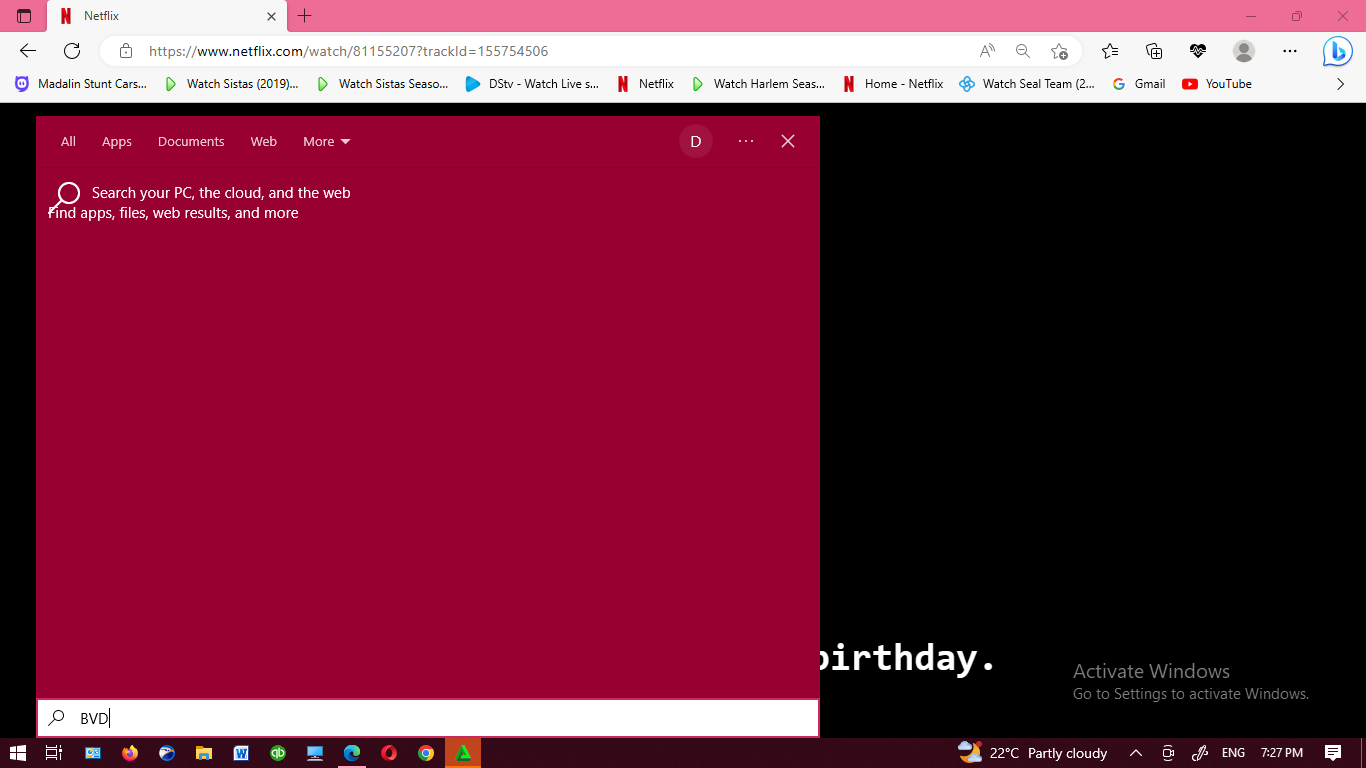 Netflix
https://www.netflix.com/watch/81155207?trackId=155754506
Madalin Stunt Cars... Watch Sistas (2019)... Watch Sistas Seaso... DStv - Watch Live s... Netflix Watch Harlem Seas... Home - Netflix Watch Seal Team (2... Gmail YouTube
All Apps Documents Web More D
Search your PC, the cloud, and the web
Find apps, files, web results, and more
birthday.
Activate Windows
Go to Settings to activate Windows.
BVD
22°C Partly cloudy ENG 7:27 PM